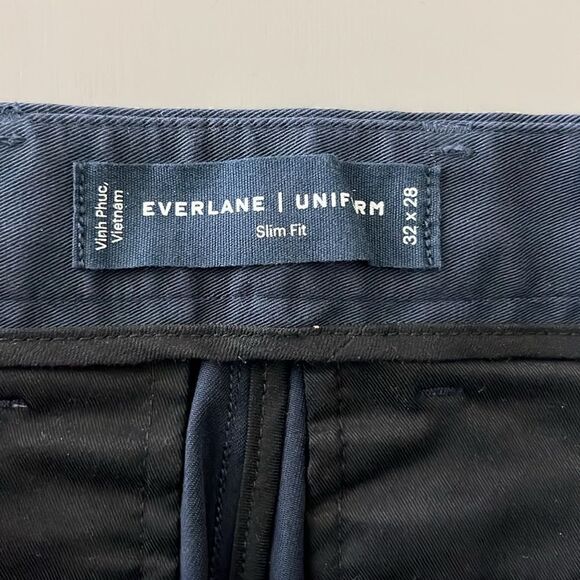 Vinh Phuc,
Vietnam
EVERLANE | UNIFRM
Slim Fit
32 x 28